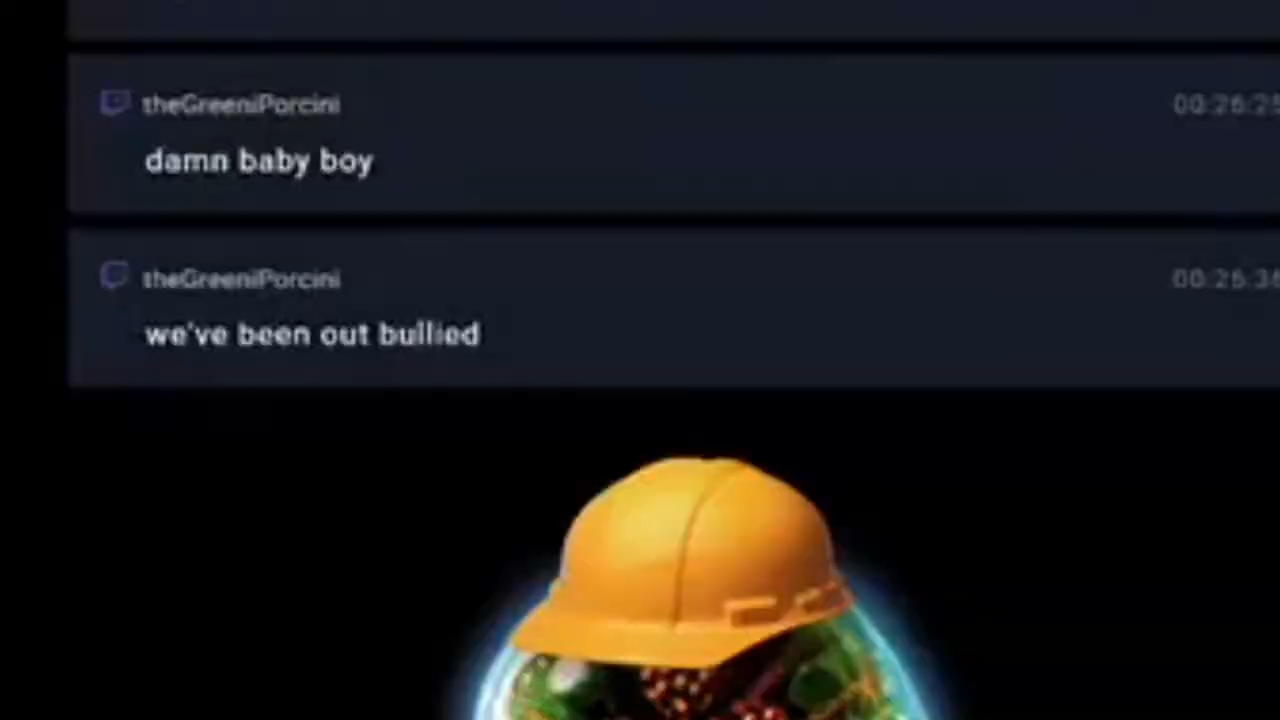 theGreeniPorcini
damn baby boy
theGreeniPorcini
we've been out bullied